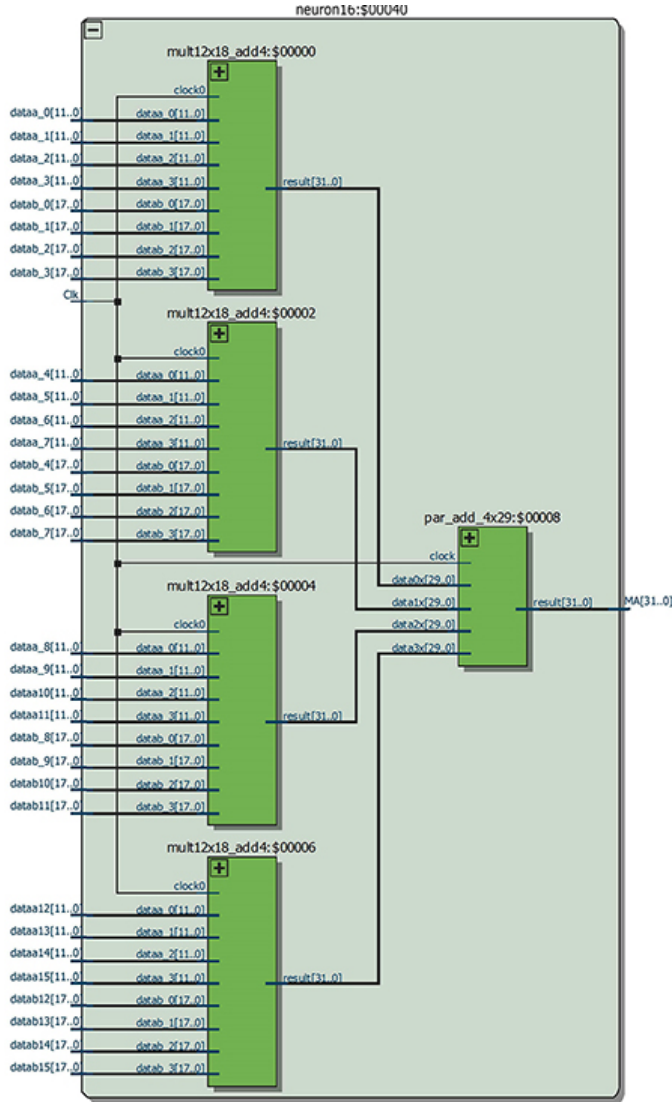 neuron16:$00040
mult12x18_add4:$00000
clock0
dataa_0[11..0] dataa_0[11..0]
dataa_1[11..0] dataa_1[11..0]
dataa_2[11..0] dataa_2[11..0]
dataa_3[11..0] dataa_3[11..0] result[31..0]
datab_0[17..0] datab_0[17..0]
datab_1[17..0] datab_1[17..0]
datab_2[17..0] datab_2[17..0]
datab_3[17..0] datab_3[17..0]
Clk
mult12x18_add4:$00002
clock0
dataa_4[11..0] dataa_0[11..0]
dataa_5[11..0] dataa_1[11..0]
dataa_6[11..0] dataa_2[11..0]
dataa_7[11..0] dataa_3[11..0] result[31..0]
datab_4[17..0] datab_0[17..0]
datab_5[17..0] datab_1[17..0]
datab_6[17..0] datab_2[17..0]
datab_7[17..0] datab_3[17..0]
par_add_4x29:$00008
clock
data0x[29..0]
data1x[29..0] result[31..0] MA[31..0]
data2x[29..0]
data3x[29..0]
mult12x18_add4:$00004
clock0
dataa_8[11..0] dataa_0[11..0]
dataa_9[11..0] dataa_1[11..0]
dataa10[11..0] dataa_2[11..0]
dataa11[11..0] dataa_3[11..0] result[31..0]
datab_8[17..0] datab_0[17..0]
datab_9[17..0] datab_1[17..0]
datab10[17..0] datab_2[17..0]
datab11[17..0] datab_3[17..0]
mult12x18_add4:$00006
clock0
dataa12[11..0] dataa_0[11..0]
dataa13[11..0] dataa_1[11..0]
dataa14[11..0] dataa_2[11..0]
dataa15[11..0] dataa_3[11..0] result[31..0]
datab12[17..0] datab_0[17..0]
datab13[17..0] datab_1[17..0]
datab14[17..0] datab_2[17..0]
datab15[17..0] datab_3[17..0]